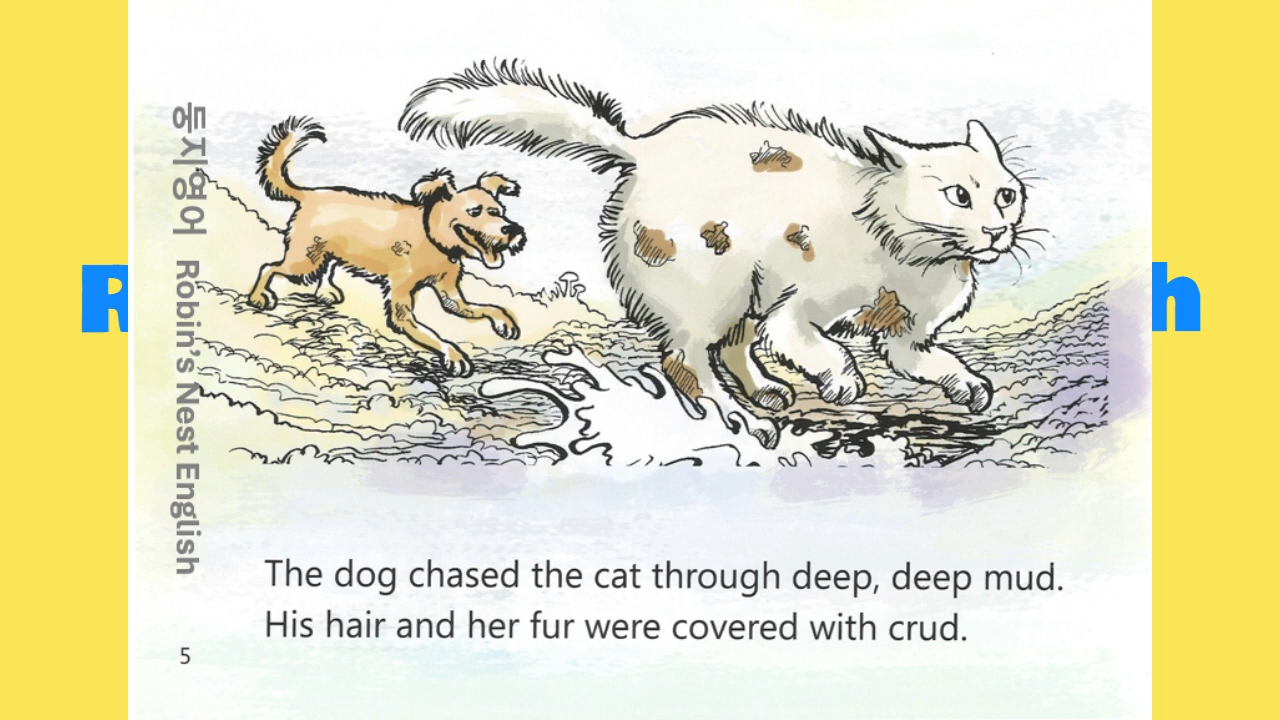 R
둥지영어 Robin's Nest English
h
The dog chased the cat through deep, deep mud.
His hair and her fur were covered with crud.
5